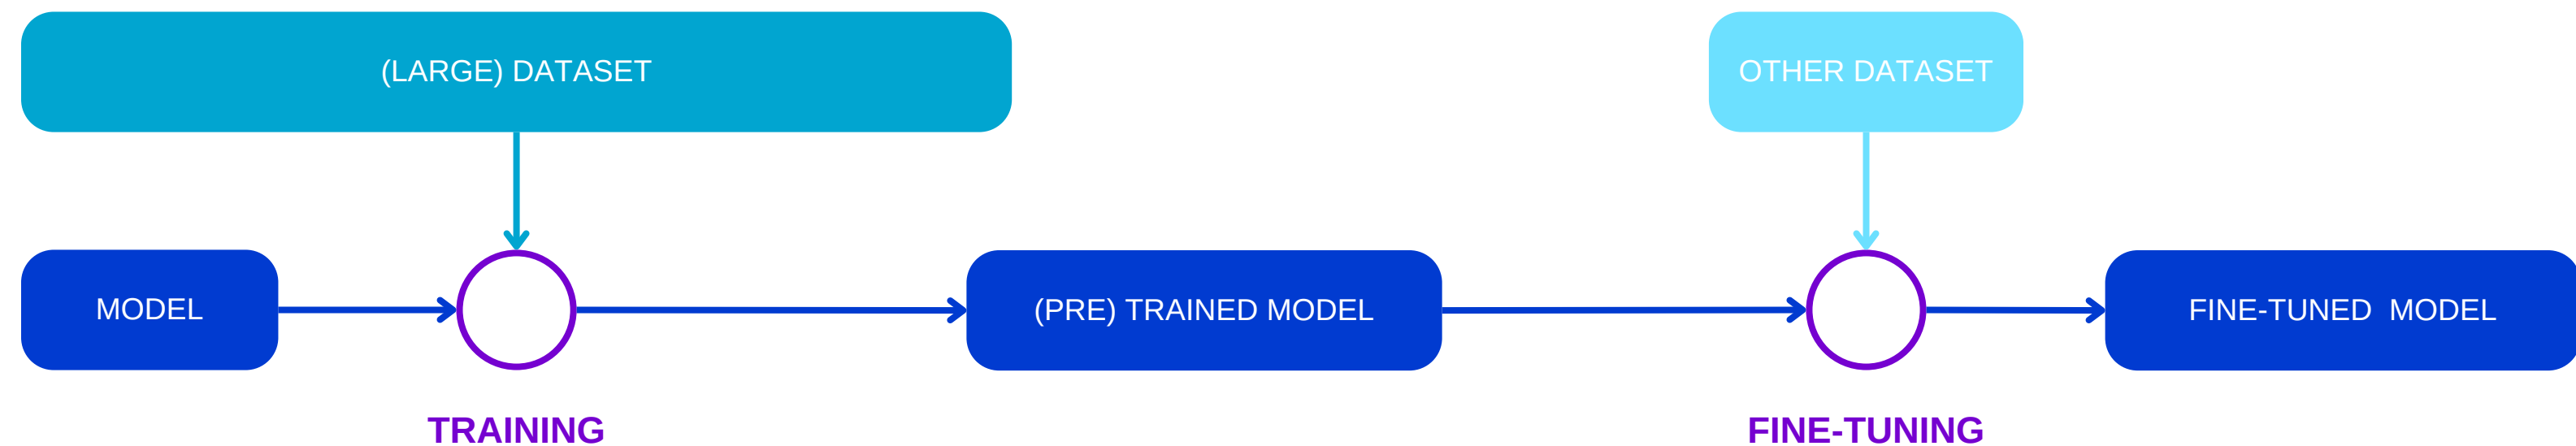 (LARGE) DATASET
OTHER DATASET
MODEL
(PRE) TRAINED MODEL
FINE-TUNED  MODEL
TRAINING
FINE-TUNING